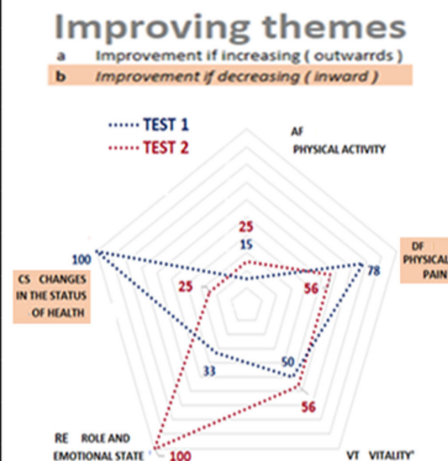 Improving themes
a Improvement if increasing ( outwarrds )
b Improvement if decreasing ( inward )
...... TEST 1
...... TEST 2
AF
PHYSICAL ACTIVITY
25
15
DF
PHYSICAL
PAIN
100
78
CS CHANGES
IN THE STATUS
OF HEALTH
25
56
33
50
56
RE ROLE AND
EMOTIONAL STATE
100
VT VITALITY'